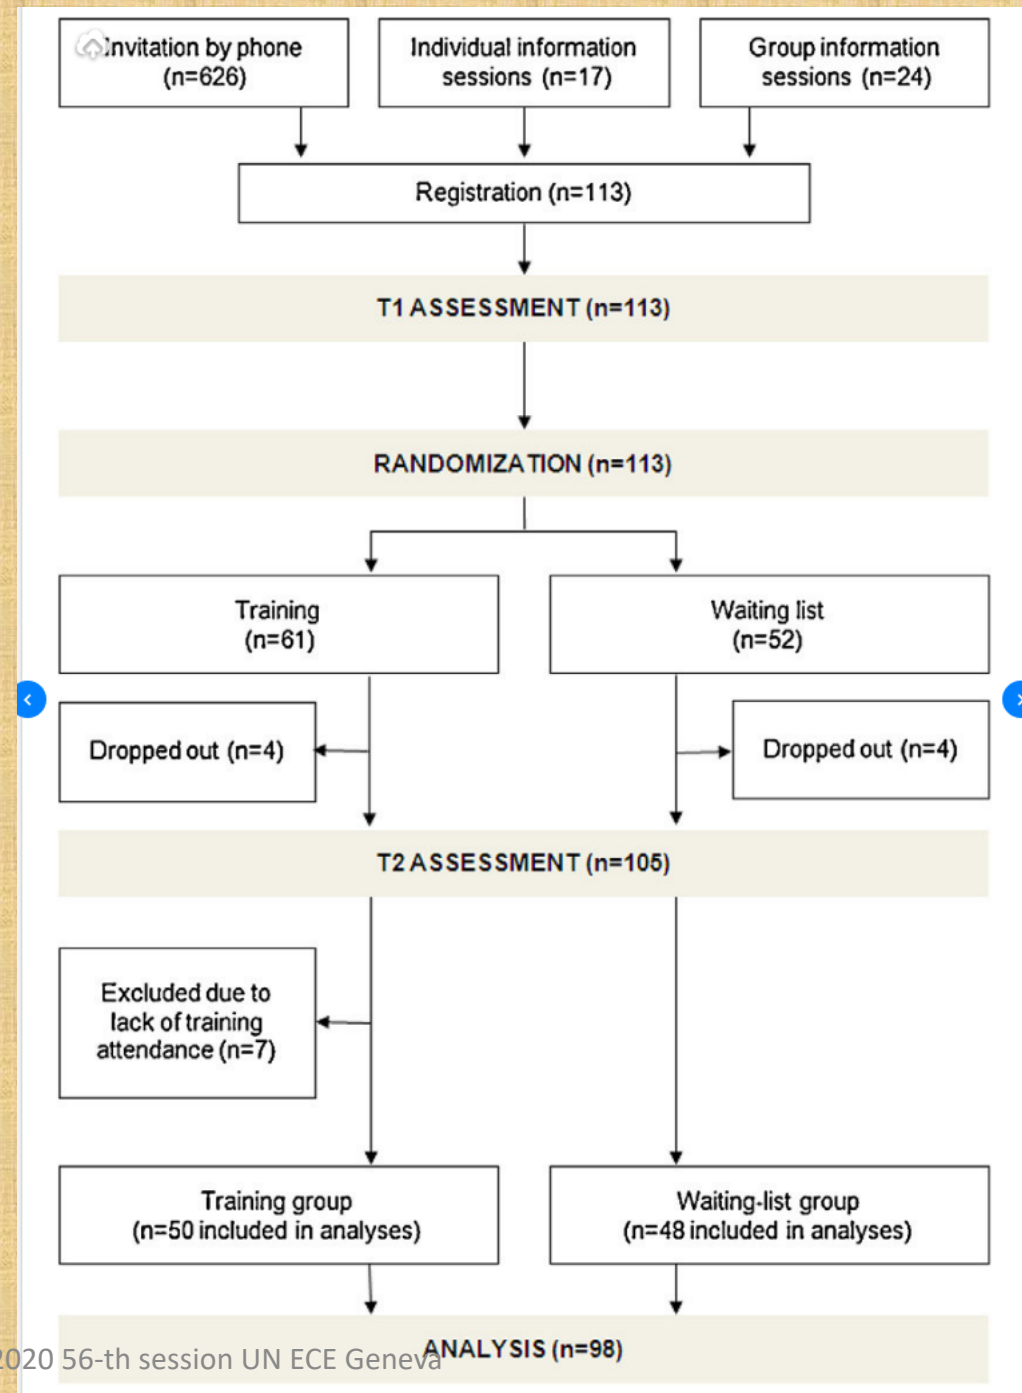 Invitation by phone
(n=626)
Individual information
sessions (n=17)
Group information
sessions (n=24)
Registration (n=113)
T1 ASSESSMENT (n=113)
RANDOMIZATION (n=113)
Training
(n=61)
Waiting list
(n=52)
Dropped out (n=4)
Dropped out (n=4)
T2 ASSESSMENT (n=105)
Excluded due to
lack of training
attendance (n=7)
Training group
(n=50 included in analyses)
Waiting-list group
(n=48 included in analyses)
ANALYSIS (n=98)
2020 56-th session UN ECE Geneva